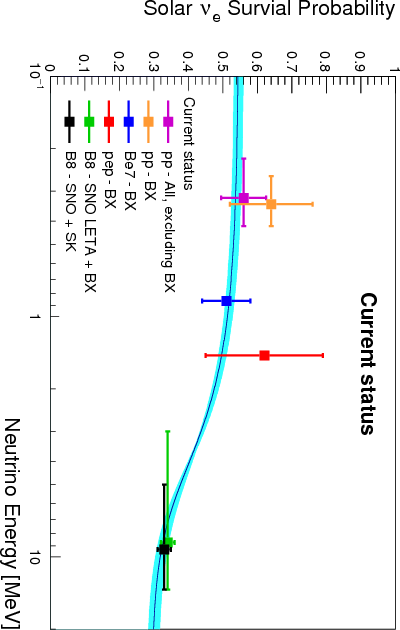 Solar νe Survial Probability
1
0.9
0.8
0.7
0.6
0.5
0.4
0.3
0.2
0.1
0
Current status
Current status
pp - All, excluding BX
pp - BX
Be7 - BX
pep - BX
B8 - SNO LETA + BX
B8 - SNO + SK
10⁻¹
1
10
Neutrino Energy [MeV]